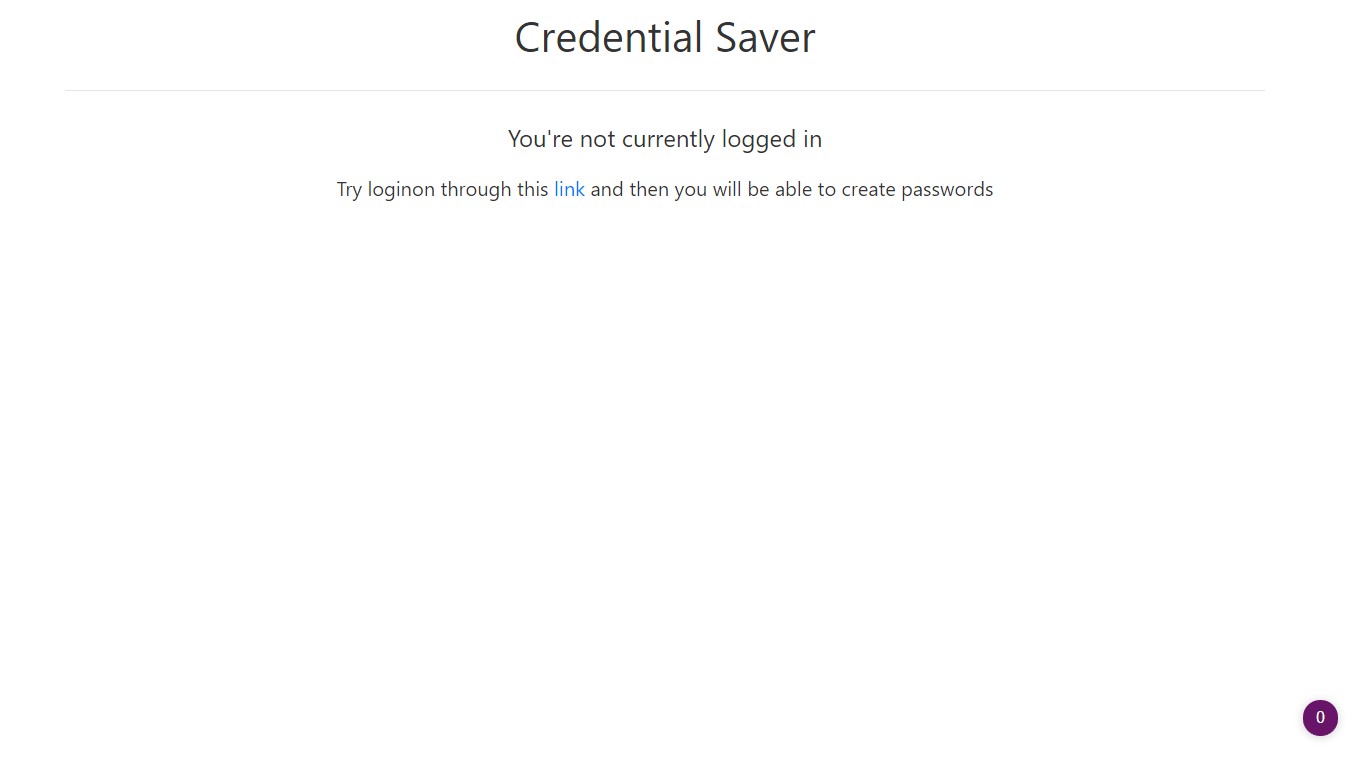 Credential Saver
You're not currently logged in
Try loginon through this link and then you will be able to create passwords
0